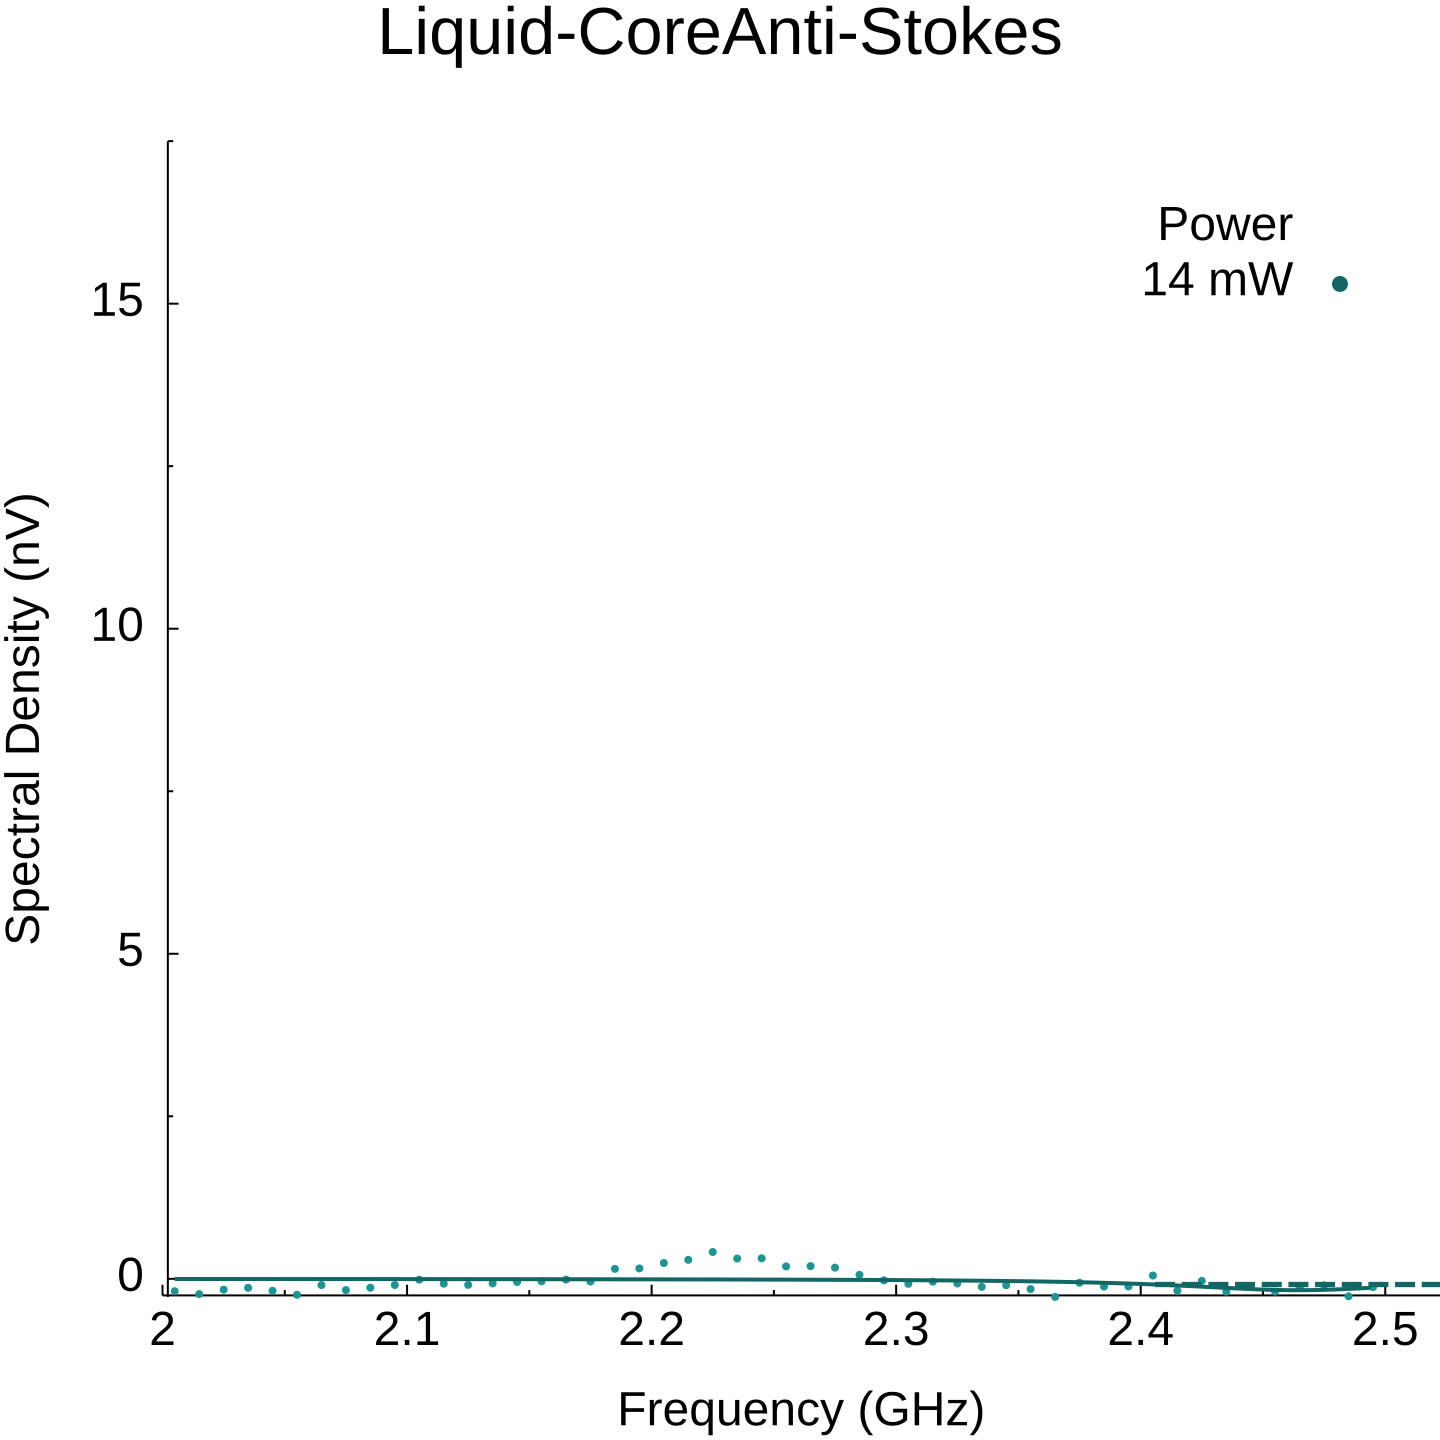 Liquid-CoreAnti-Stokes
Power
14 mW
15
10
5
0
Spectral Density (nV)
2
2.1
2.2
2.3
2.4
2.5
Frequency (GHz)